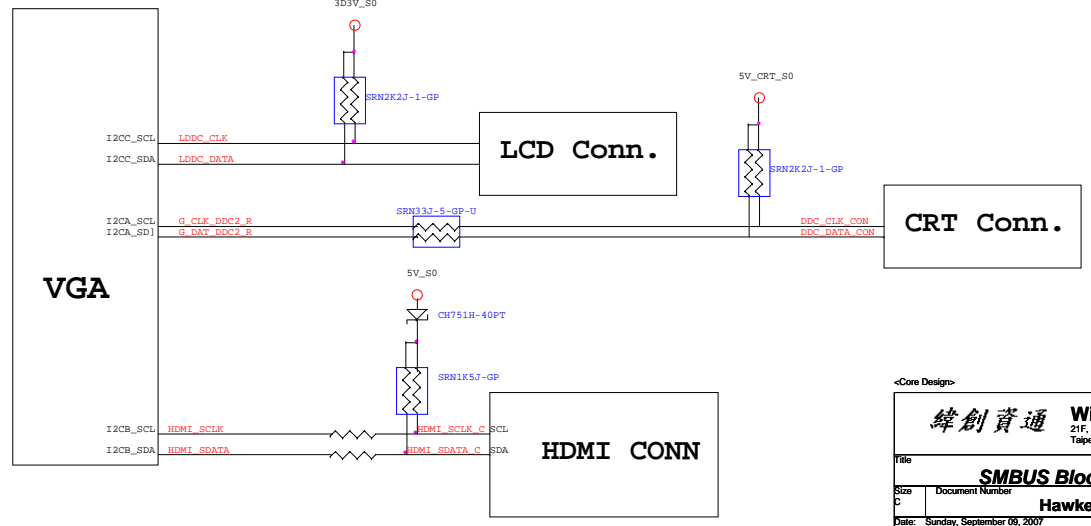 3D3V_S0
SRN2K2J-1-GP
5V_CRT_S0
I2CC_SCL LDDC_CLK
I2CC_SDA LDDC_DATA
LCD Conn.
SRN2K2J-1-GP
I2CA_SCL G_CLK_DDC2_R
I2CA_SD] G_DAT_DDC2_R
SRN33J-5-GP-U
DDC_CLK_CON
DDC_DATA_CON
CRT Conn.
VGA
5V_S0
CH751H-40PT
SRN1K5J-GP
I2CB_SCL HDMI_SCLK HDMI_SCLK_C SCL
I2CB_SDA HDMI_SDATA HDMI_SDATA_C SDA
HDMI CONN
<Core Design>
緯創資通
21F,
Title
SMBUS
Size
C
Document Number
Date: Sunday, September 09, 2007